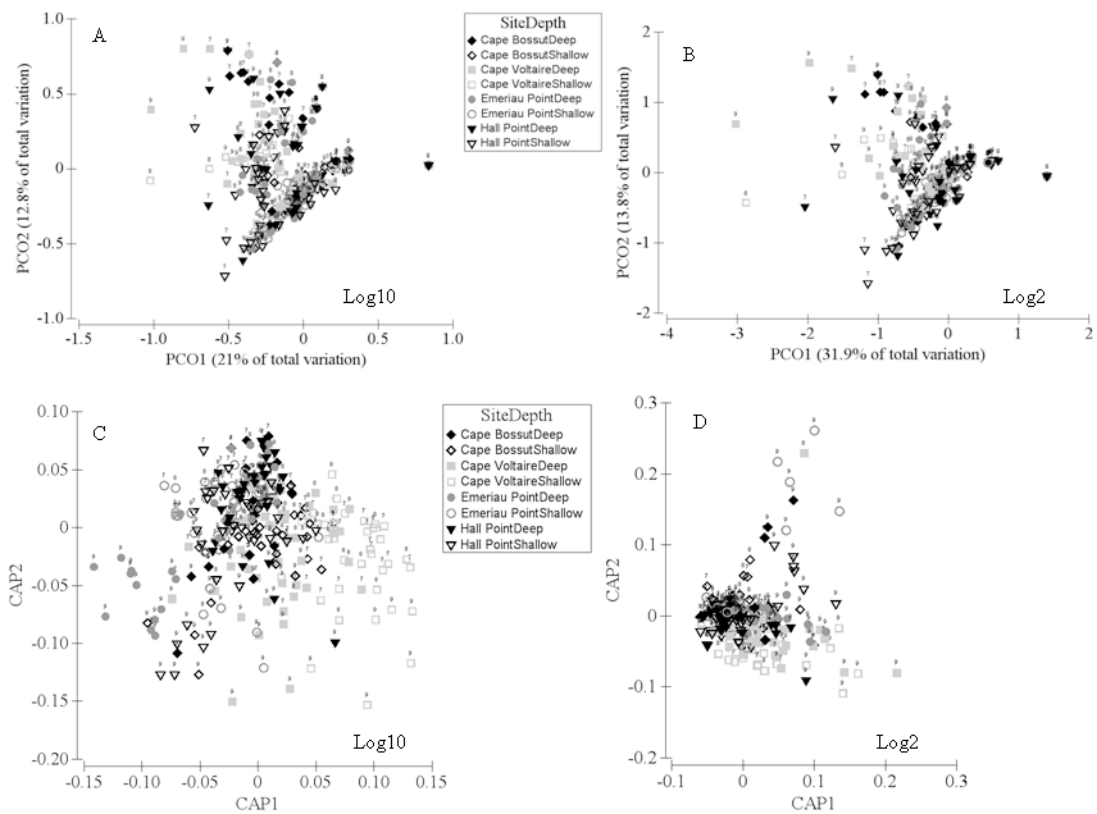 A
1.0
0.5
0
-0.5
-1.0
PCO2 (12.8% of total variation)
-1.5
-1.0
-0.5
0
0.5
1.0
PCO1 (21% of total variation)
Log10
SiteDepth
Cape BossutDeep
Cape BossutShallow
Cape VoltaireDeep
Cape VoltaireShallow
Emeriau PointDeep
Emeriau PointShallow
Hall PointDeep
Hall PointShallow
B
2
1
0
-1
-2
PCO2 (13.8% of total variation)
-4
-3
-2
-1
0
1
2
PCO1 (31.9% of total variation)
Log2
C
0.10
0.05
0
-0.05
-0.10
-0.15
-0.20
CAP2
-0.15
-0.10
-0.05
0
0.05
0.10
0.15
CAP1
Log10
SiteDepth
Cape BossutDeep
Cape BossutShallow
Cape VoltaireDeep
Cape VoltaireShallow
Emeriau PointDeep
Emeriau PointShallow
Hall PointDeep
Hall PointShallow
D
0.3
0.2
0.1
0
-0.1
-0.2
CAP2
-0.1
0
0.1
0.2
0.3
CAP1
Log2